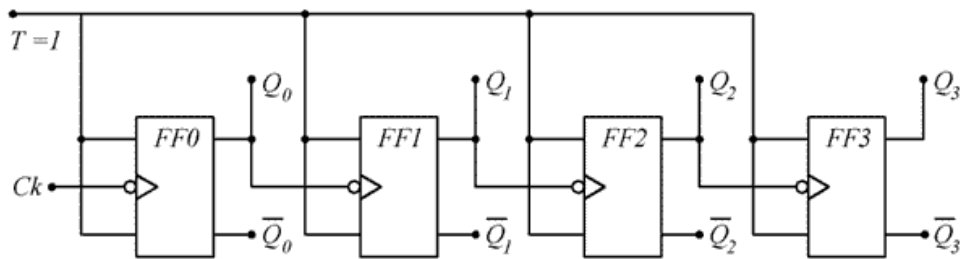 T =1
Q₀ Q₁ Q₂ Q₃
FF0 FF1 FF2 FF3
Ck
Q̅₀ Q̅₁ Q̅₂ Q̅₃